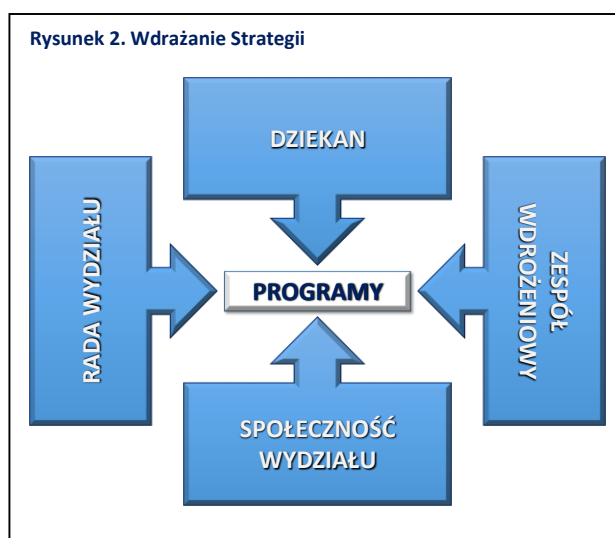 Rysunek 2. Wdrażanie Strategii
DZIEKAN
RADA WYDZIAŁU
PROGRAMY
ZESPÓŁ
WDROŻENIOWY
SPOŁECZNOŚĆ
WYDZIAŁU